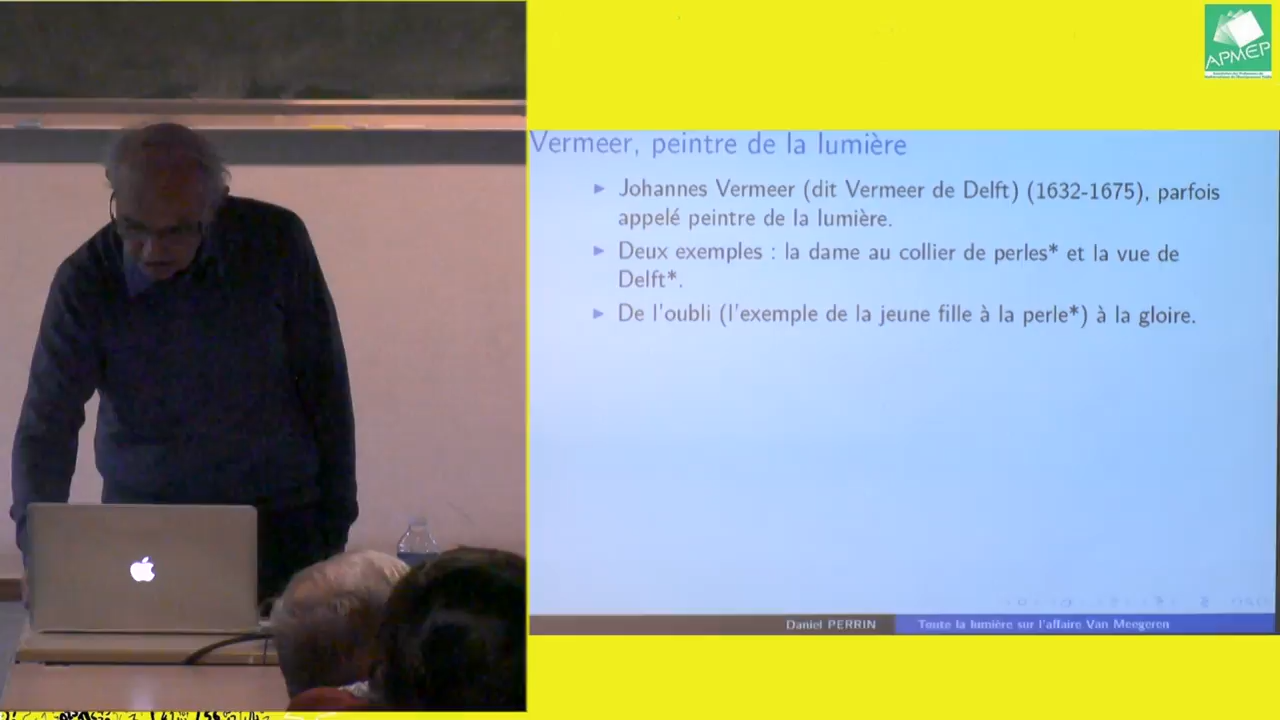 APMEP
Vermeer, peintre de la lumière
► Johannes Vermeer (dit Vermeer de Delft) (1632-1675), parfois
appelé peintre de la lumière.
► Deux exemples : la dame au collier de perles* et la vue de
Delft*.
► De l'oubli (l'exemple de la jeune fille à la perle*) à la gloire.
Daniel PERRIN
Toute la lumière sur l'affaire Van Meegeren